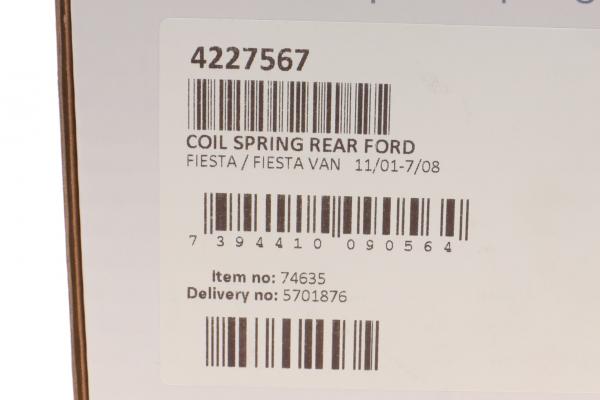 4227567
COIL SPRING REAR FORD
FIESTA / FIESTA VAN 11/01-7/08
7 394410 090564
Item no: 74635
Delivery no: 5701876